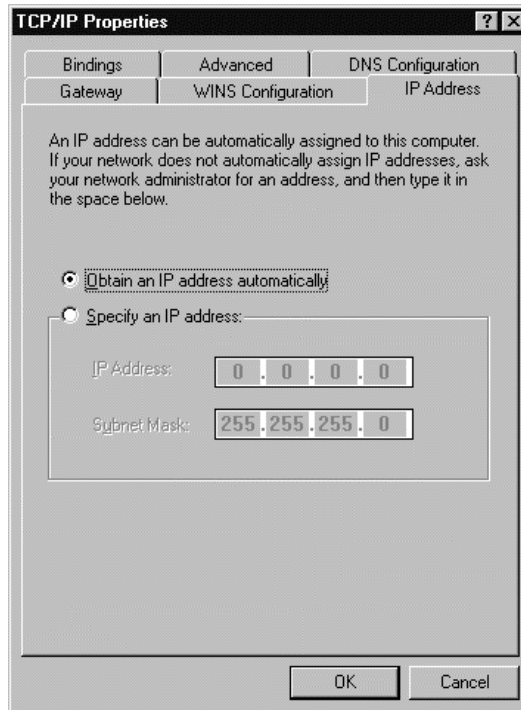 TCP/IP Properties
Bindings
Advanced
DNS Configuration
Gateway
WINS Configuration
IP Address
An IP address can be automatically assigned to this computer.
If your network does not automatically assign IP addresses, ask
your network administrator for an address, and then type it in
the space below.
Obtain an IP address automatically
Specify an IP address:
IP Address: 0 . 0 . 0 . 0
Subnet Mask: 255 . 255 . 255 . 0
OK
Cancel